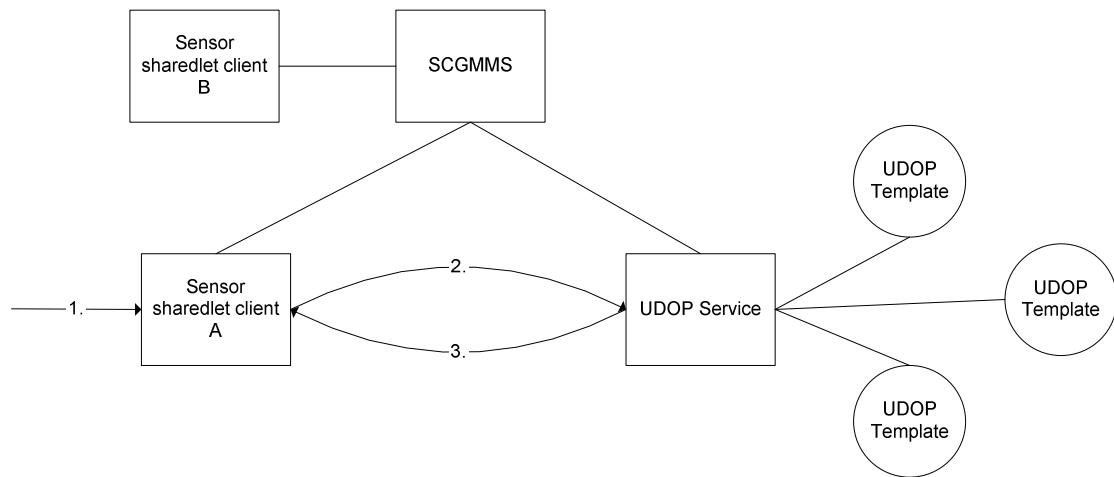 Sensor
sharedlet client
B
SCGMMS
UDOP
Template
UDOP
Template
1.
Sensor
sharedlet client
A
2.
3.
UDOP Service
UDOP
Template